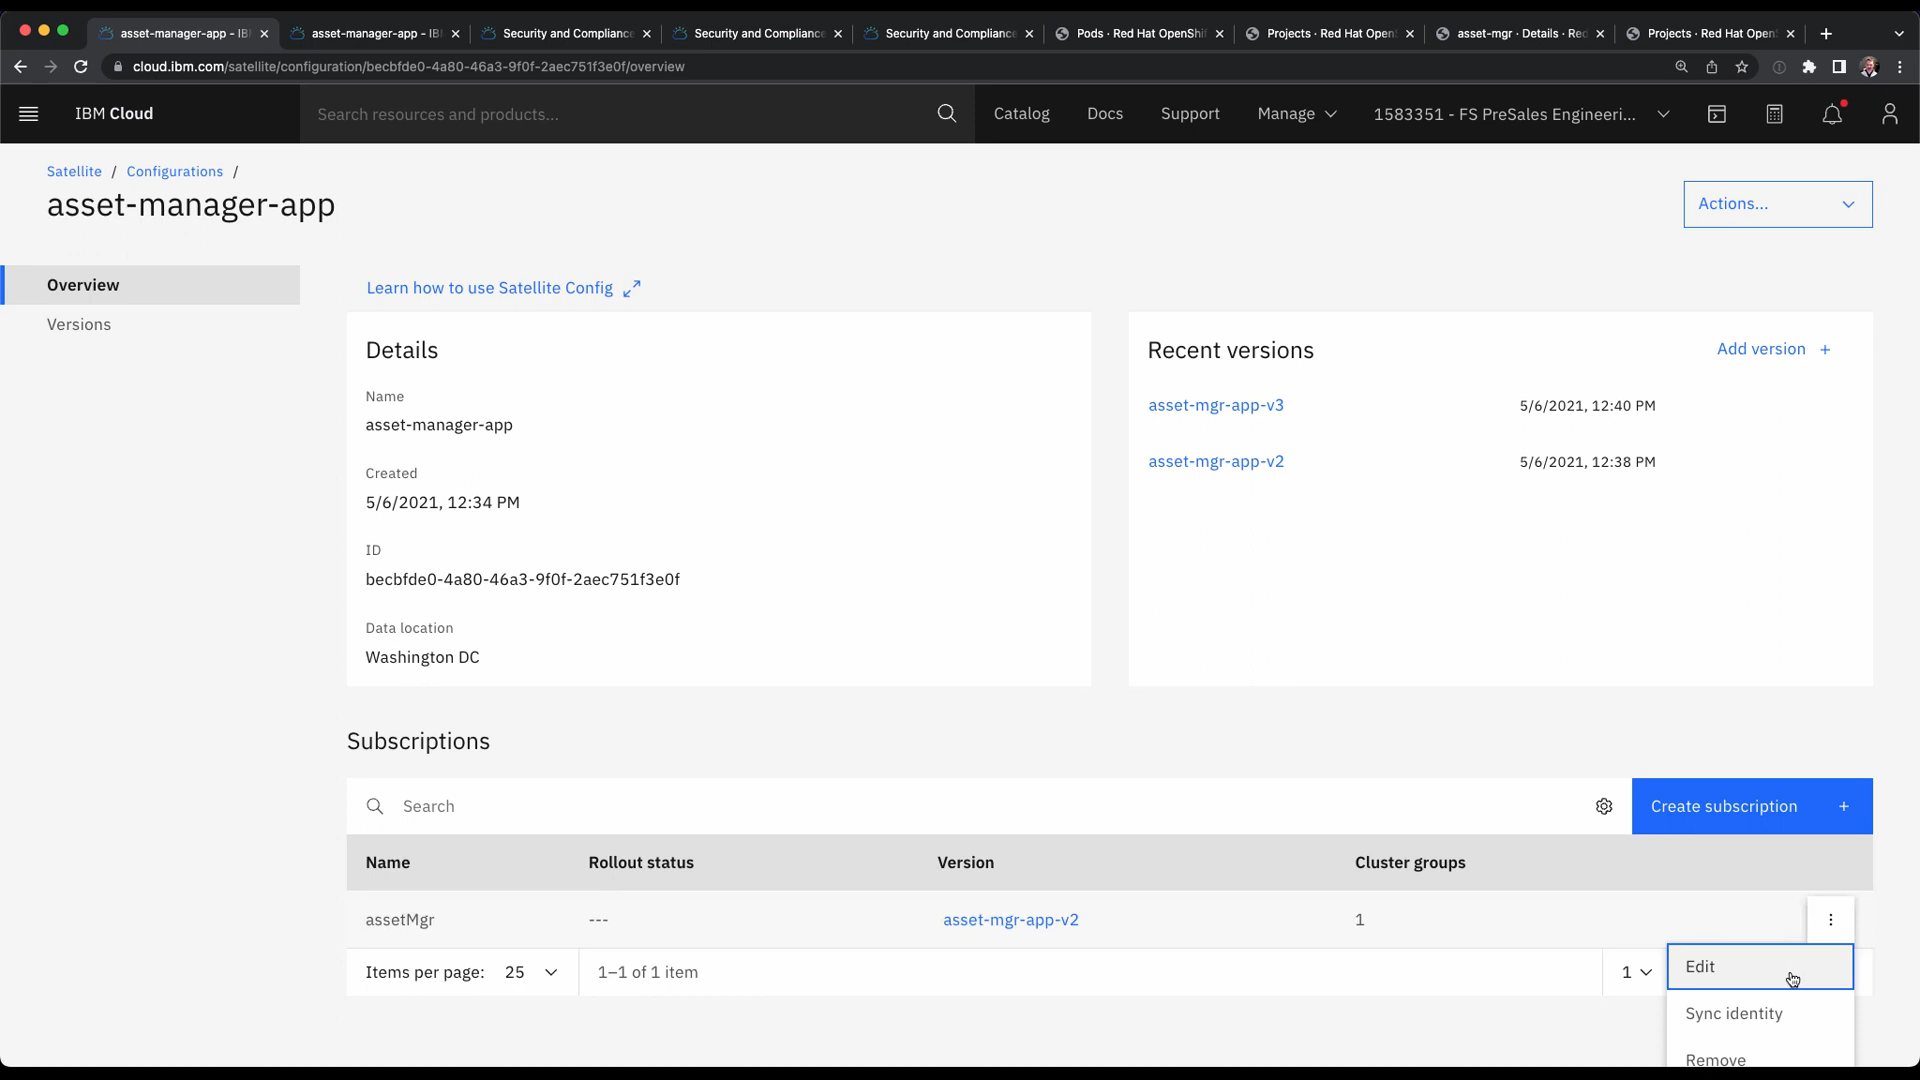 asset-manager-app - IB
asset-manager-app - IB
Security and Compliance
Security and Compliance
Security and Compliance
Pods · Red Hat OpenShif
Projects · Red Hat Open
asset-mgr · Details · Red
Projects · Red Hat Open
cloud.ibm.com/satellite/configuration/becbfde0-4a80-46a3-9f0f-2aec751f3e0f/overview
IBM Cloud
Search resources and products...
Catalog
Docs
Support
Manage
1583351 - FS PreSales Engineeri...
Satellite / Configurations /
asset-manager-app
Actions...
Overview
Versions
Learn how to use Satellite Config
Details
Name
asset-manager-app
Created
5/6/2021, 12:34 PM
ID
becbfde0-4a80-46a3-9f0f-2aec751f3e0f
Data location
Washington DC
Recent versions
Add version +
asset-mgr-app-v3 5/6/2021, 12:40 PM
asset-mgr-app-v2 5/6/2021, 12:38 PM
Subscriptions
Search
Create subscription +
Name Rollout status Version Cluster groups
assetMgr --- asset-mgr-app-v2 1
Items per page: 25 1–1 of 1 item 1
Edit
Sync identity
Remove